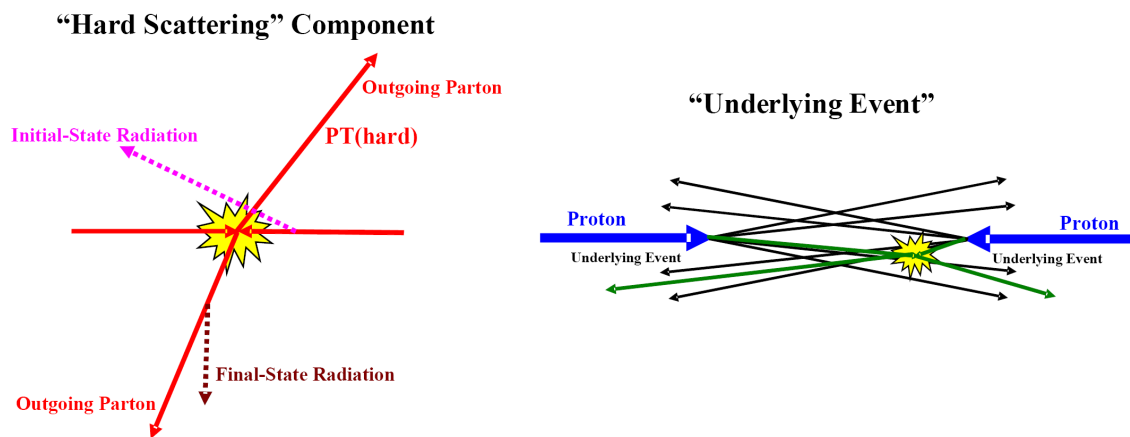 “Hard Scattering” Component
Outgoing Parton
Initial-State Radiation
PT(hard)
Final-State Radiation
Outgoing Parton
“Underlying Event”
Proton
Proton
Underlying Event
Underlying Event